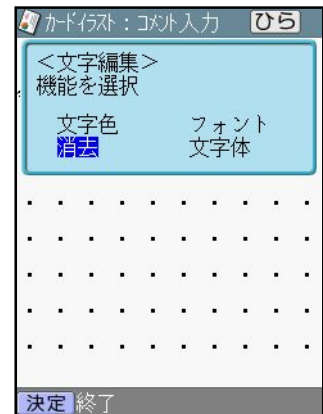 カードイラスト：コメント入力 ひら
＜文字編集＞
機能を選択
文字色 フォント
消去 文字体
決定 終了